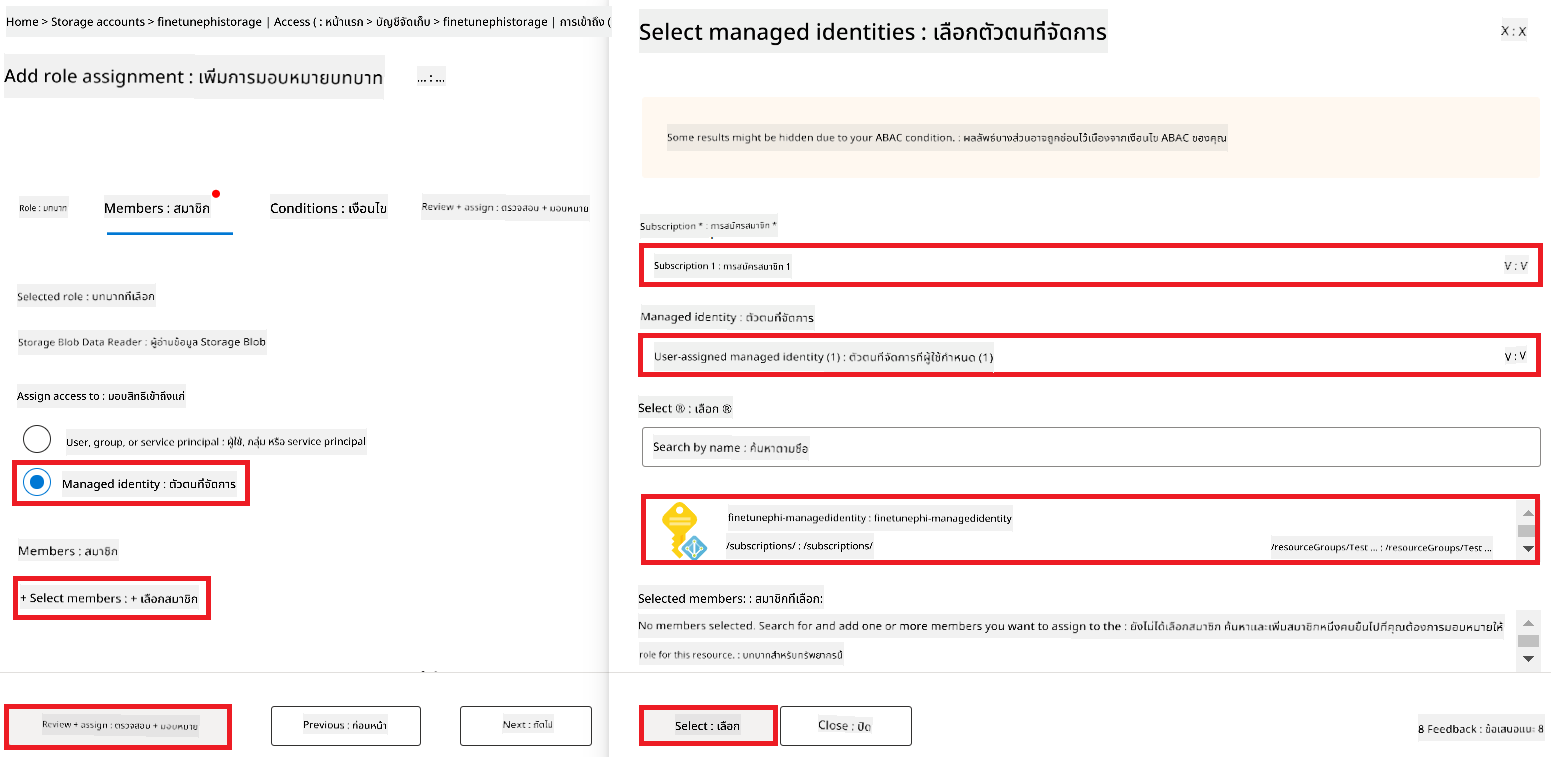 Home > Storage accounts > finetunephistorage | Access ( : หน้าแรก > บัญชีจัดเก็บ > finetunephistorage | การเข้าถึง (
Add role assignment : เพิ่มการมอบหมายบทบาท
... : ...
Role : บทบาท
Members : สมาชิก
Conditions : เงื่อนไข
Review + assign : ตรวจสอบ + มอบหมาย
Selected role : บทบาทที่เลือก
Storage Blob Data Reader : ผู้อ่านข้อมูล Storage Blob
Assign access to : มอบสิทธิ์เข้าถึงแก่
User, group, or service principal : ผู้ใช้, กลุ่ม หรือ service principal
Managed identity : ตัวตนที่จัดการ
Members : สมาชิก
+ Select members : + เลือกสมาชิก
Review + assign : ตรวจสอบ + มอบหมาย
Previous : ก่อนหน้า
Next : ถัดไป
Select managed identities : เลือกตัวตนที่จัดการ
X : X
Some results might be hidden due to your ABAC condition. : ผลลัพธ์บางส่วนอาจถูกซ่อนไว้เนื่องจากเงื่อนไข ABAC ของคุณ
Subscription * : การสมัครสมาชิก *
Subscription 1 : การสมัครสมาชิก 1
V : V
Managed identity : ตัวตนที่จัดการ
User-assigned managed identity (1) : ตัวตนที่จัดการที่ผู้ใช้กำหนด (1)
V : V
Select ® : เลือก ®
Search by name : ค้นหาตามชื่อ
finetunephi-managedidentity : finetunephi-managedidentity
/subscriptions/ : /subscriptions/
/resourceGroups/Test ... : /resourceGroups/Test ...
Selected members: : สมาชิกที่เลือก:
No members selected. Search for and add one or more members you want to assign to the : ยังไม่ได้เลือกสมาชิก ค้นหาและเพิ่มสมาชิกหนึ่งคนขึ้นไปที่คุณต้องการมอบหมายให้
role for this resource. : บทบาทสำหรับทรัพยากรนี้
Select : เลือก
Close : ปิด
8 Feedback : ข้อเสนอแนะ 8